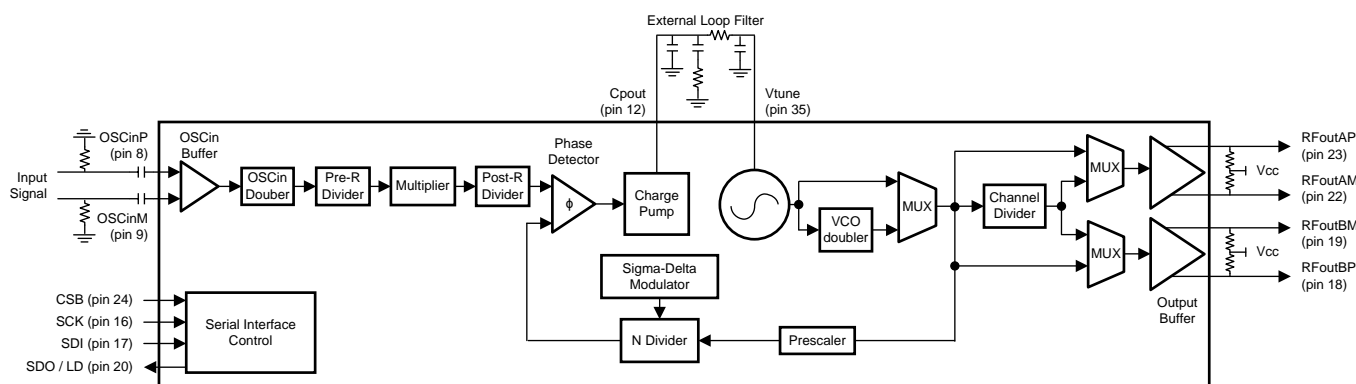 External Loop Filter
Cpout
(pin 12)
Vtune
(pin 35)
OSCinP
(pin 8)
OSCin
Buffer
Input
Signal
OSCinM
(pin 9)
OSCin
Douber
Pre-R
Divider
Multiplier
Post-R
Divider
Phase
Detector
ϕ
Charge
Pump
VCO
doubler
MUX
Channel
Divider
MUX
MUX
Output
Buffer
RFoutAP
(pin 23)
Vcc
RFoutAM
(pin 22)
RFoutBM
(pin 19)
Vcc
RFoutBP
(pin 18)
Sigma-Delta
Modulator
N Divider
Prescaler
CSB (pin 24)
SCK (pin 16)
SDI (pin 17)
SDO / LD (pin 20)
Serial Interface
Control